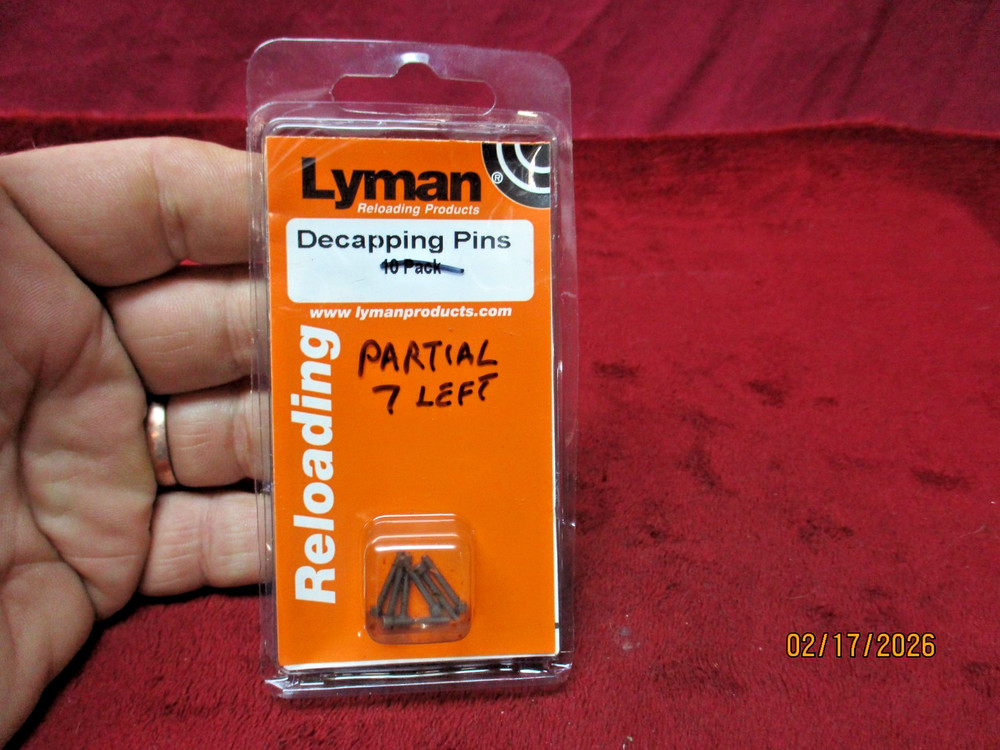 Lyman®
Reloading Products
Decapping Pins
10 Pack
www.lymanproducts.com
Reloading
PARTIAL
7 LEFT
02/17/2026